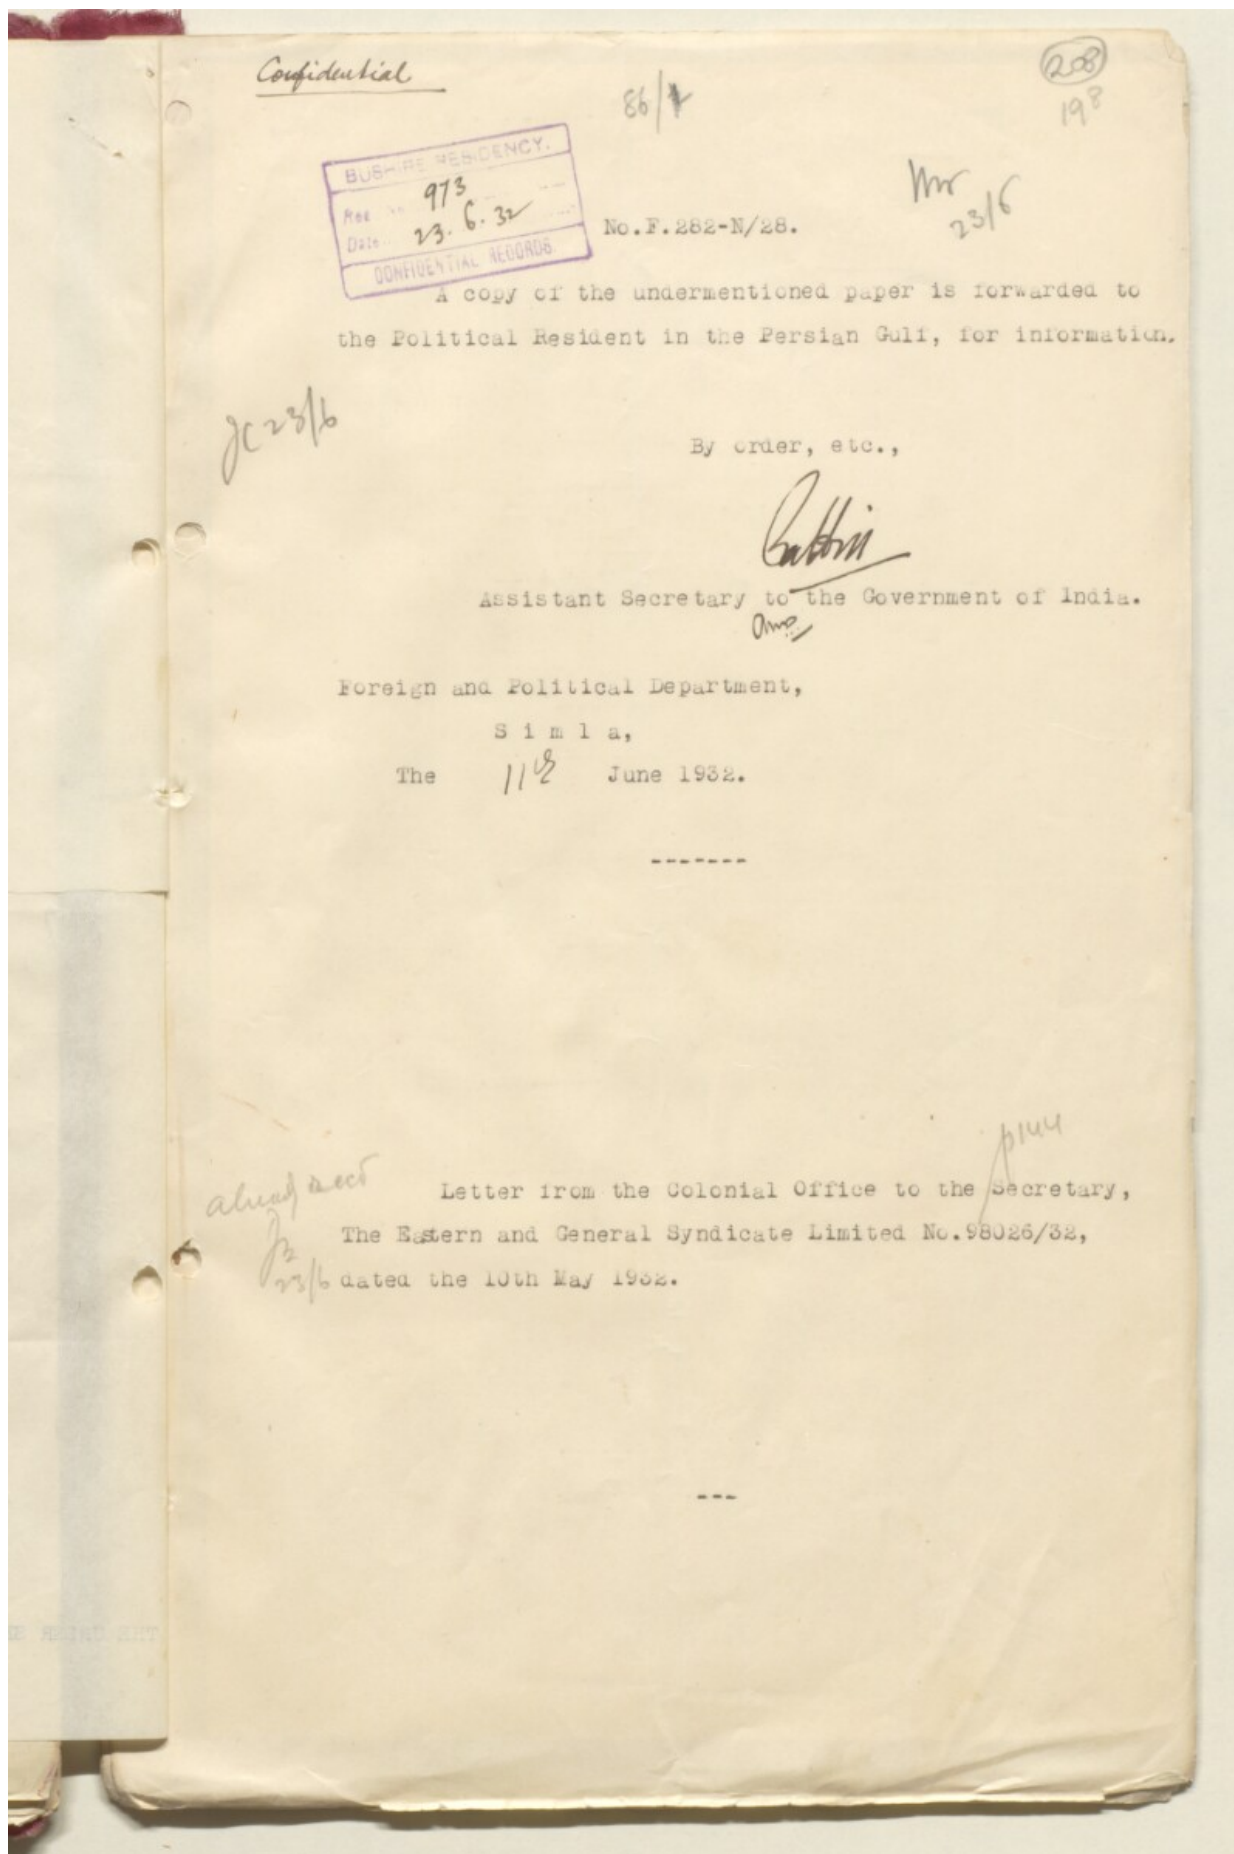 Confidential
208
198
86/1
BUSHIRE RESIDENCY.
973
Date 23.6.32
CONFIDENTIAL RECORDS
23/6
No.F.282-N/28.
A copy of the undermentioned paper is forwarded to
the Political Resident in the Persian Gulf, for information.
23/6
By order, etc.,
Assistant Secretary to the Government of India.
Foreign and Political Department,
S i m l a,
The 11th June 1932.
-------
p144
already recd
Letter from the Colonial Office to the Secretary,
The Eastern and General Syndicate Limited No.98026/32,
23/6
dated the 10th May 1932.
---